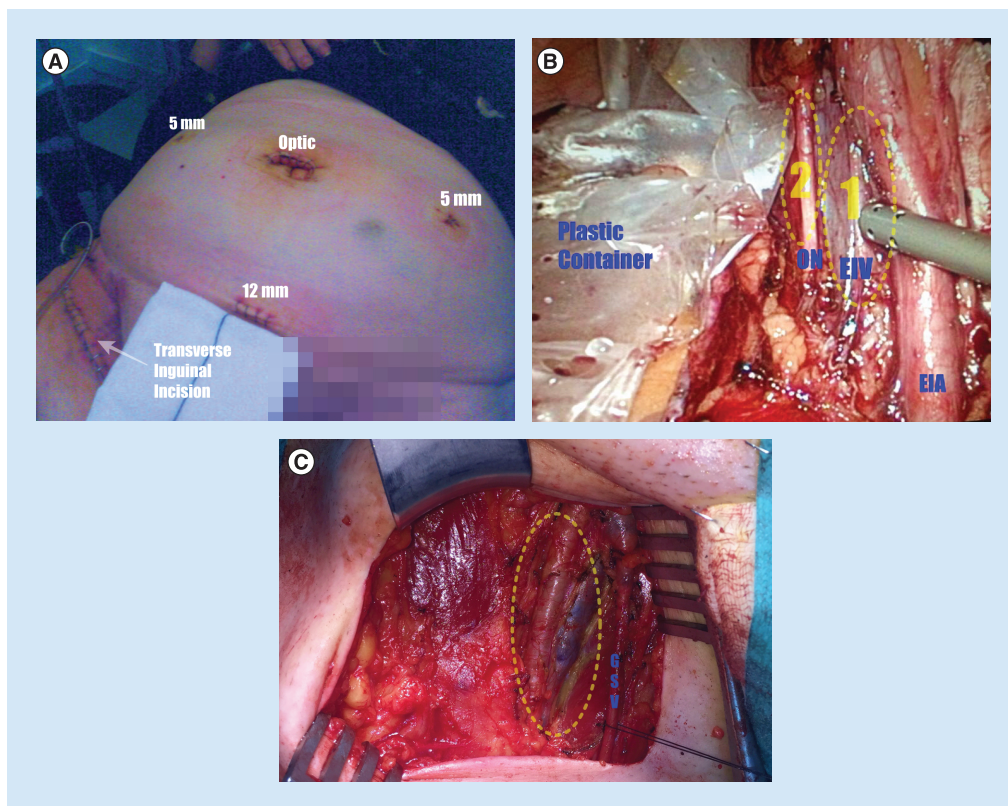 A
5 mm
Optic
5 mm
12 mm
Transverse
Inguinal
Incision
B
2
1
Plastic
Container
ON
EIV
EIA
C
G
S
V